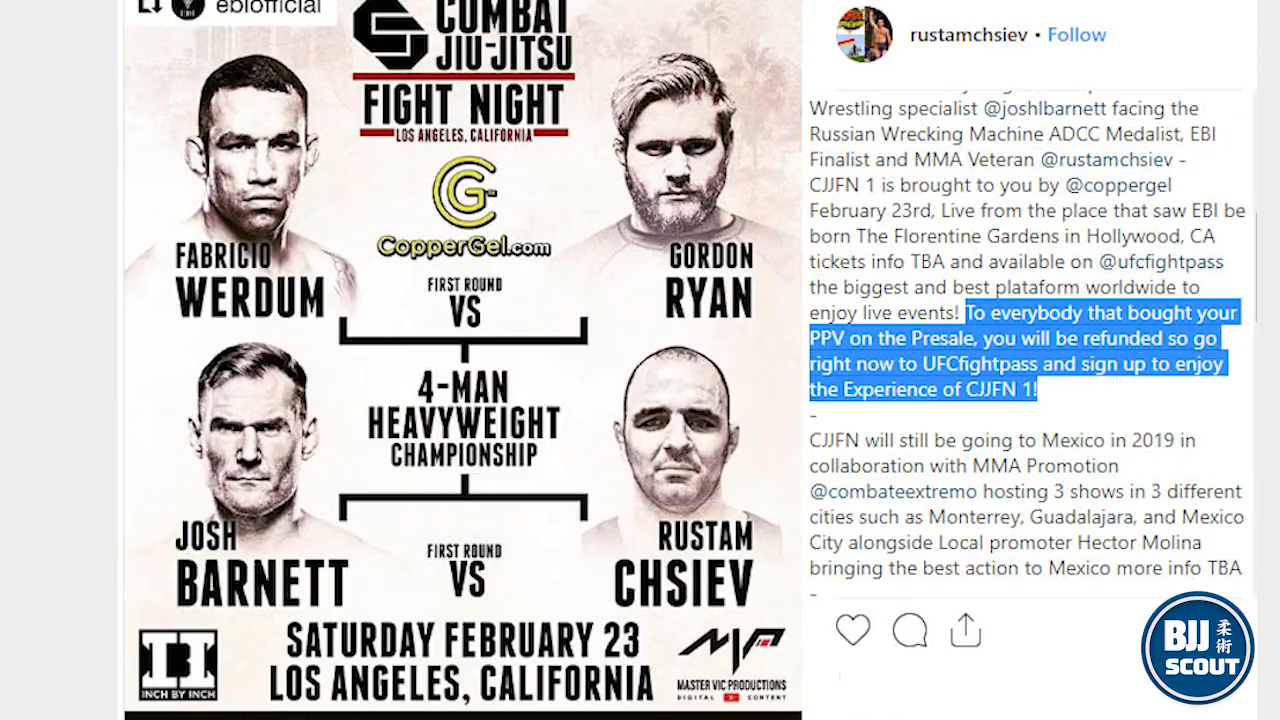 ebiofficial
COMBAT
JIU-JITSU
FIGHT NIGHT
LOS ANGELES, CALIFORNIA
G
CopperGel.com
FABRICIO
WERDUM
GORDON
RYAN
FIRST ROUND
VS
4-MAN
HEAVYWEIGHT
CHAMPIONSHIP
JOSH
BARNETT
RUSTAM
CHSIEV
FIRST ROUND
VS
SATURDAY FEBRUARY 23
LOS ANGELES, CALIFORNIA
INCH BY INCH
MVP
MASTER VIC PRODUCTIONS
DIGITAL CONTENT
rustamchsiev • Follow
Wrestling specialist @joshlbarnett facing the
Russian Wrecking Machine ADCC Medalist, EBI
Finalist and MMA Veteran @rustamchsiev -
CJJFN 1 is brought to you by @coppergel
February 23rd, Live from the place that saw EBI be
born The Florentine Gardens in Hollywood, CA
tickets info TBA and available on @ufcfightpass
the biggest and best plataform worldwide to
enjoy live events! To everybody that bought your
PPV on the Presale, you will be refunded so go
right now to UFCfightpass and sign up to enjoy
the Experience of CJJFN 1!
-
CJJFN will still be going to Mexico in 2019 in
collaboration with MMA Promotion
@combateextremo hosting 3 shows in 3 different
cities such as Monterrey, Guadalajara, and Mexico
City alongside Local promoter Hector Molina
bringing the best action to Mexico more info TBA
-
BJJ 柔術
SCOUT